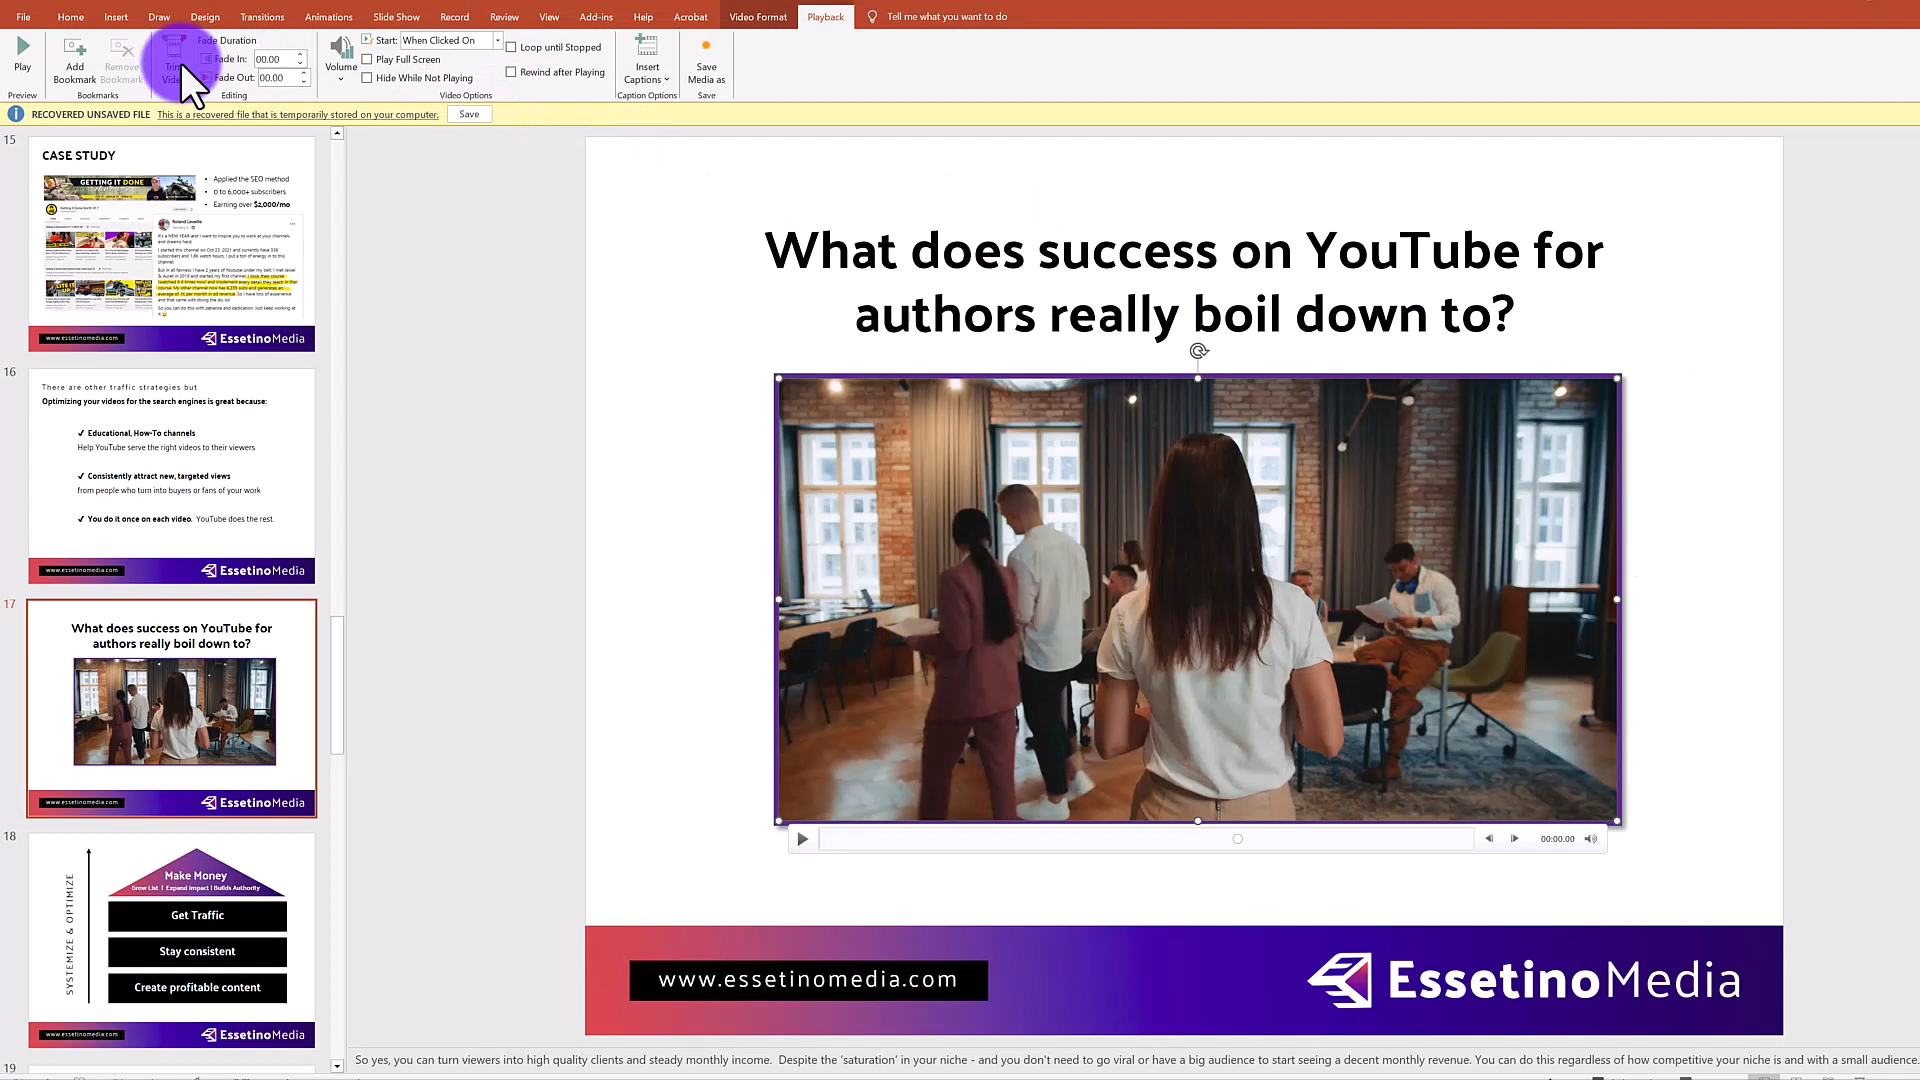 File Home Insert Draw Design Transitions Animations Slide Show Record Review View Add-ins Help Acrobat Video Format Playback Tell me what you want to do
Play
Preview
Add
Bookmark
Remove
Bookmark
Bookmarks
Fade Duration
Fade In: 00.00
Fade Out: 00.00
Editing
Volume
Start: When Clicked On
Play Full Screen
Hide While Not Playing
Loop until Stopped
Rewind after Playing
Video Options
Insert
Captions
Caption Options
Save
Media as
Save
RECOVERED UNSAVED FILE This is a recovered file that is temporarily stored on your computer. Save
15
CASE STUDY
GETTING IT DONE
• Applied the SEO method
• 0 to 6,000+ subscribers
• Earning over $2,000/mo
Roland Leveille
www.essetinomedia.com
EssetinoMedia
16
There are other traffic strategies but
Optimizing your videos for the search engines is great because:
✓ Educational, How-To channels
Help YouTube serve the right videos to their viewers
✓ Consistently attract new, targeted views
from people who turn into buyers or fans of your work
✓ You do it once on each video. YouTube does the rest.
www.essetinomedia.com
EssetinoMedia
17
What does success on YouTube for
authors really boil down to?
www.essetinomedia.com
EssetinoMedia
18
SYSTEMIZE & OPTIMIZE
Make Money
Grow List | Expand Impact | Builds Authority
Get Traffic
Stay consistent
Create profitable content
www.essetinomedia.com
EssetinoMedia
19
What does success on YouTube for
authors really boil down to?
00:00.00
www.essetinomedia.com
EssetinoMedia
So yes, you can turn viewers into high quality clients and steady monthly income. Despite the 'saturation' in your niche - and you don't need to go viral or have a big audience to start seeing a decent monthly revenue. You can do this regardless of how competitive your niche is and with a small audience.